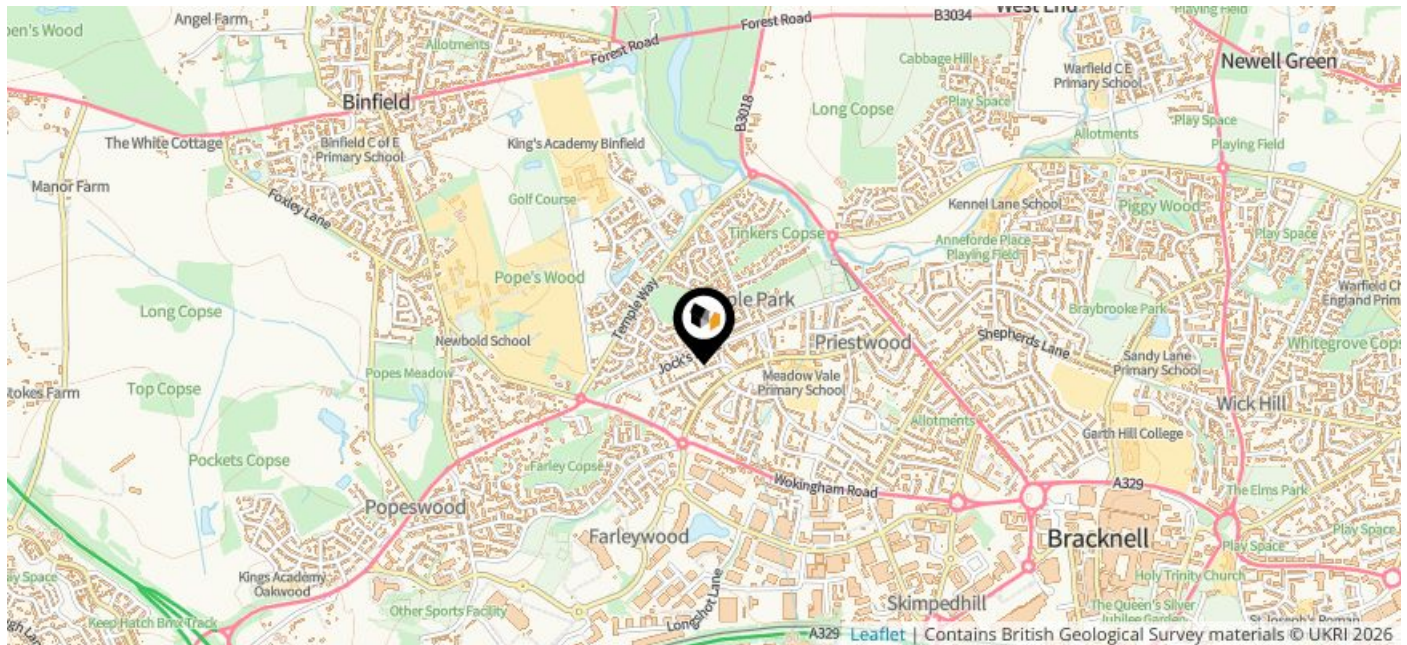 Angel Farm
pen's Wood
Allotments
Forest Road
Forest Road
B3034
West End
Playing Field
Cabbage Hill
Warfield C E
Primary School
Newell Green
Binfield
Long Copse
Play Space
B3018
Play Space
Allotments
The White Cottage
Binfield C of E
Primary School
King's Academy Binfield
Playing Field
Manor Farm
Foxley Lane
Golf Course
Kennel Lane School
Piggy Wood
Tinkers Copse
Anneforde Place
Playing Field
Play Space
Pope's Wood
Temple Way
ple Park
Warfield Ch
England Prim
Long Copse
Braybrooke Park
Newbold School
Jock's
Priestwood
Shepherds Lane
Whitegrove Cops
Popes Meadow
Meadow Vale
Primary School
Sandy Lane
Primary School
tokes Farm
Top Copse
Wick Hill
Allotments
Garth Hill College
Pockets Copse
Farley Copse
Wokingham Road
A329
The Elms Park
Popeswood
Farleywood
Bracknell
Play Space
Play Space
Kings Academy
Oakwood
Holy Trinity Church
ay Space
Other Sports Facility
Longshot Lane
Skimpedhill
The Queen's Silver
Jubilee Garden
Keep Hatch Bmx Track
gh Lane
St Joseph's Roman
A329
Leaflet | Contains British Geological Survey materials © UKRI 2026